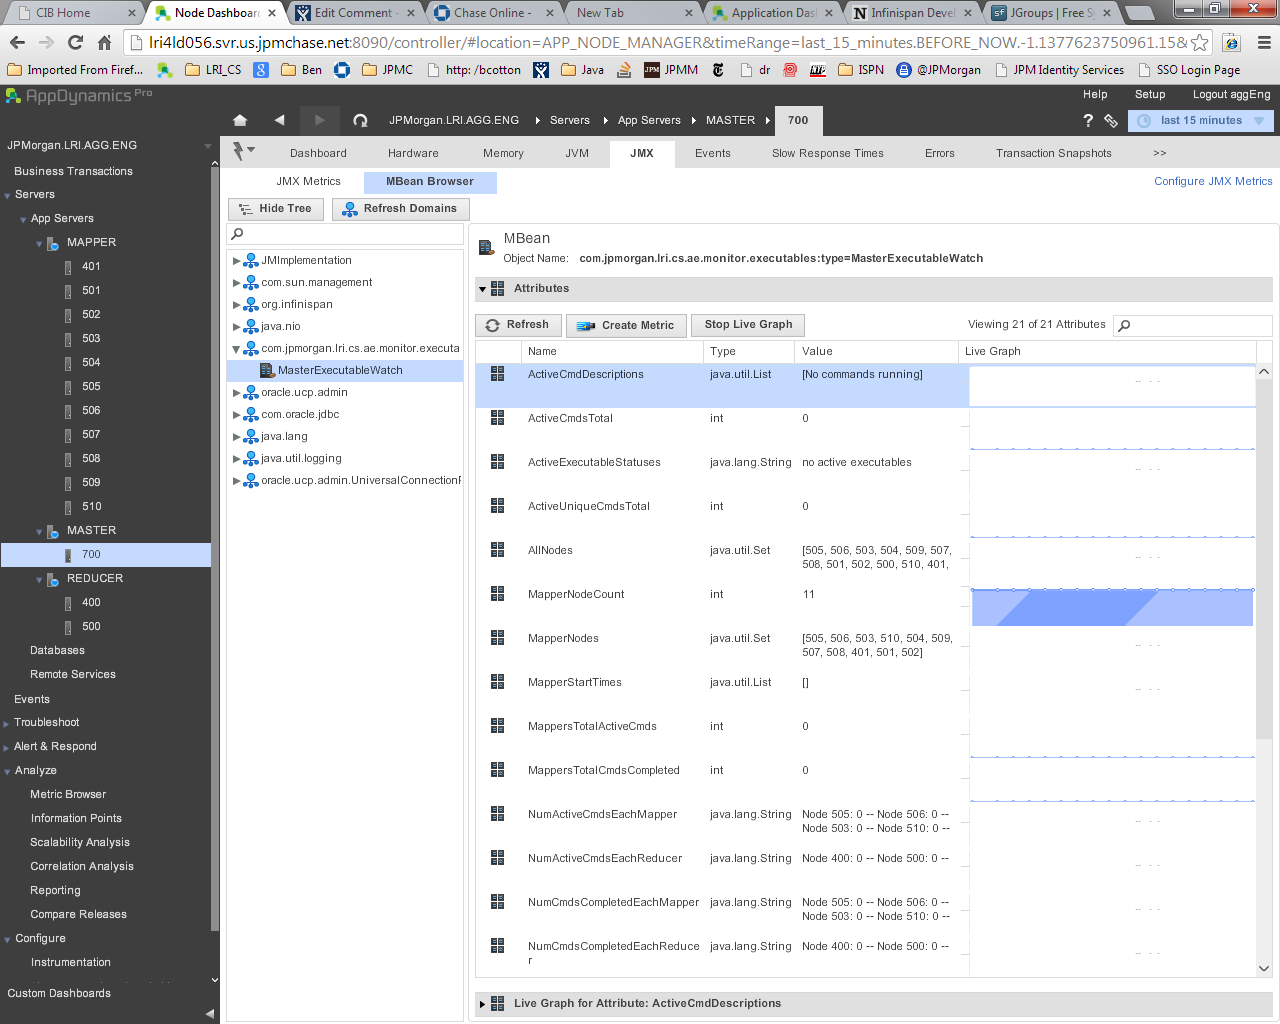 CIB Home
Node Dashboard
Edit Comment -
Chase Online -
New Tab
Application Das
Infinispan Devel
JGroups | Free Sy
lri4ld056.svr.us.jpmchase.net:8090/controller/#location=APP_NODE_MANAGER&timeRange=last_15_minutes.BEFORE_NOW.-1.1377623750961.15&
Imported From Firef...
LRI_CS
Ben
JPMC
http: /bcotton
Java
JPM JPMM
dr
ISPN
@JPMorgan
JPM Identity Services
SSO Login Page
AppDynamics Pro
Help Setup Logout aggEng
JPMorgan.LRI.AGG.ENG Servers App Servers MASTER 700
? last 15 minutes
JPMorgan.LRI.AGG.ENG
Business Transactions
Servers
App Servers
MAPPER
401
501
502
503
504
505
506
507
508
509
510
MASTER
700
REDUCER
400
500
Databases
Remote Services
Events
Troubleshoot
Alert & Respond
Analyze
Metric Browser
Information Points
Scalability Analysis
Correlation Analysis
Reporting
Compare Releases
Configure
Instrumentation
Custom Dashboards
Dashboard Hardware Memory JVM JMX Events Slow Response Times Errors Transaction Snapshots >>
JMX Metrics MBean Browser Configure JMX Metrics
Hide Tree Refresh Domains
JMImplementation
com.sun.management
org.infinispan
java.nio
com.jpmorgan.lri.cs.ae.monitor.executa
MasterExecutableWatch
oracle.ucp.admin
com.oracle.jdbc
java.lang
java.util.logging
oracle.ucp.admin.UniversalConnectionP
MBean
Object Name: com.jpmorgan.lri.cs.ae.monitor.executables:type=MasterExecutableWatch
Attributes
Refresh Create Metric Stop Live Graph Viewing 21 of 21 Attributes
Name Type Value Live Graph
ActiveCmdDescriptions java.util.List [No commands running]
ActiveCmdsTotal int 0
ActiveExecutableStatuses java.lang.String no active executables
ActiveUniqueCmdsTotal int 0
AllNodes java.util.Set [505, 506, 503, 504, 509, 507,
508, 501, 502, 500, 510, 401,
MapperNodeCount int 11
MapperNodes java.util.Set [505, 506, 503, 510, 504, 509,
507, 508, 401, 501, 502]
MapperStartTimes java.util.List []
MappersTotalActiveCmds int 0
MappersTotalCmdsCompleted int 0
NumActiveCmdsEachMapper java.lang.String Node 505: 0 -- Node 506: 0 --
Node 503: 0 -- Node 510: 0 --
NumActiveCmdsEachReducer java.lang.String Node 400: 0 -- Node 500: 0 --
NumCmdsCompletedEachMapper java.lang.String Node 505: 0 -- Node 506: 0 --
Node 503: 0 -- Node 510: 0 --
NumCmdsCompletedEachReduce java.lang.String Node 400: 0 -- Node 500: 0 --
r
Live Graph for Attribute: ActiveCmdDescriptions